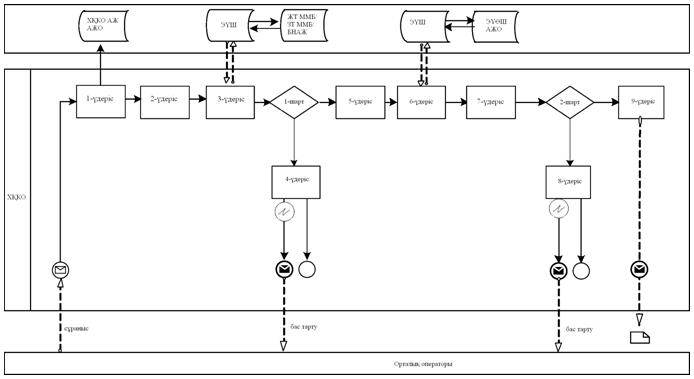 ХҚКО АЖ
АЖО
ЭҮШ
ЖТ ММБ/
ЗТ ММБ/
БНАЖ
ЭҮШ
ЭҮӨШ
АЖО
1-үдеріс
2-үдеріс
3-үдеріс
1-шарт
5-үдеріс
6-үдеріс
7-үдеріс
2-шарт
9-үдеріс
4-үдеріс
8-үдеріс
ХҚКО
сұраныс
бас тарту
бас тарту
Орталық операторы